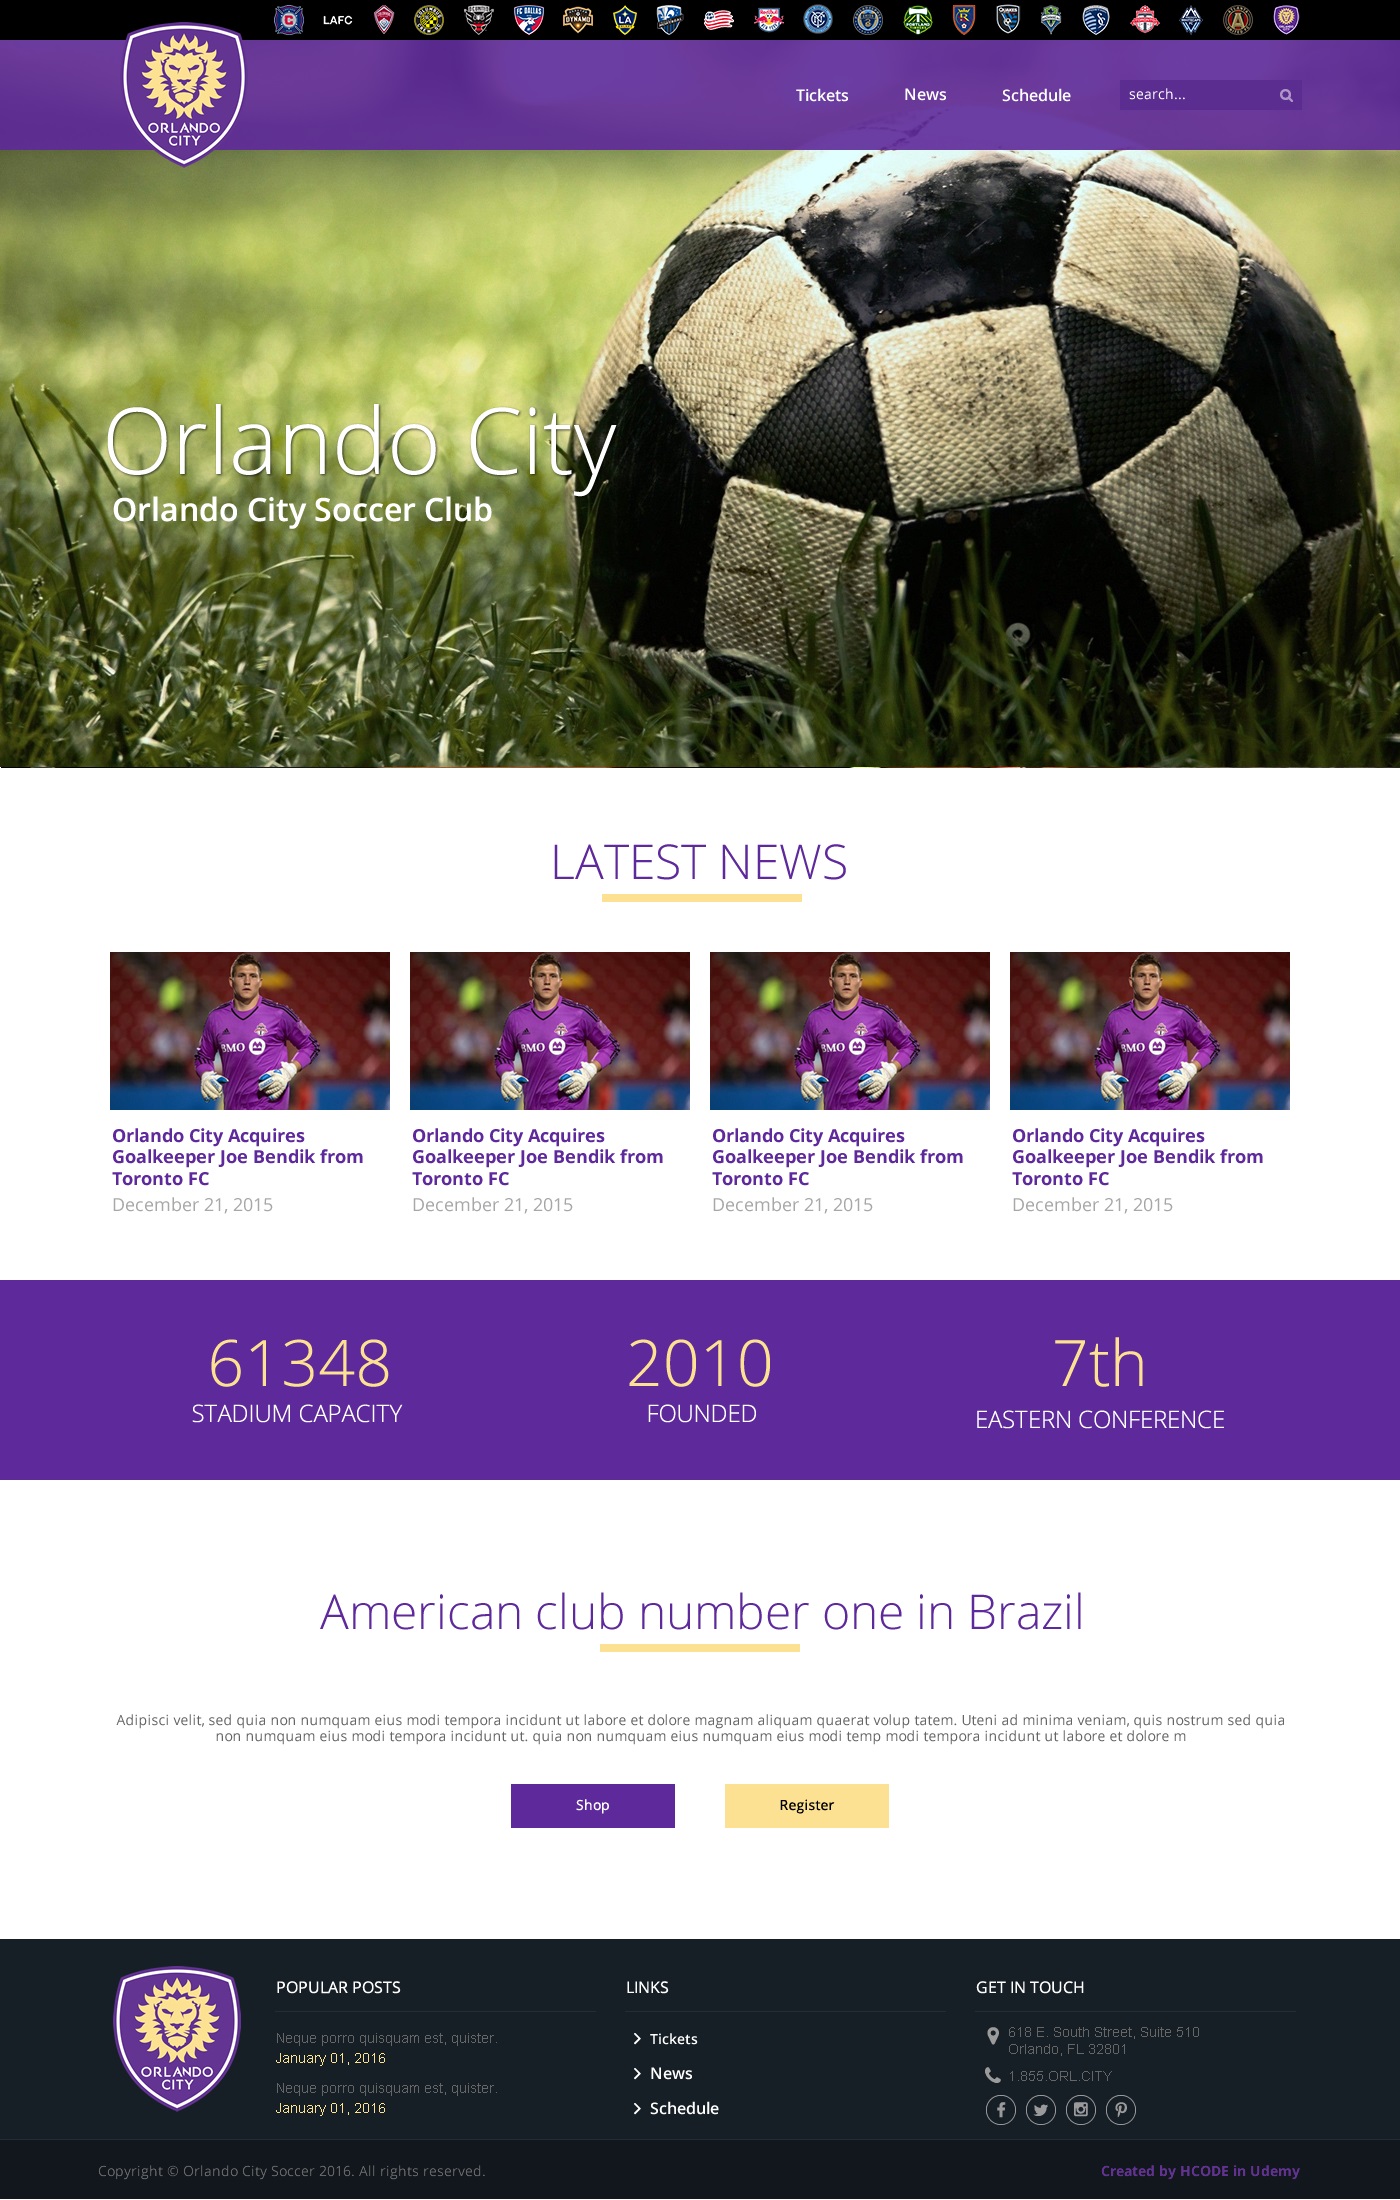 LAFC
ORLANDO
CITY
Tickets
News
Schedule
search...
Orlando City
Orlando City Soccer Club
LATEST NEWS
BMO
BMO
BMO
BMO
Orlando City Acquires
Goalkeeper Joe Bendik from
Toronto FC
December 21, 2015
Orlando City Acquires
Goalkeeper Joe Bendik from
Toronto FC
December 21, 2015
Orlando City Acquires
Goalkeeper Joe Bendik from
Toronto FC
December 21, 2015
Orlando City Acquires
Goalkeeper Joe Bendik from
Toronto FC
December 21, 2015
61348
STADIUM CAPACITY
2010
FOUNDED
7th
EASTERN CONFERENCE
American club number one in Brazil
Adipisci velit, sed quia non numquam eius modi tempora incidunt ut labore et dolore magnam aliquam quaerat volup tatem. Uteni ad minima veniam, quis nostrum sed quia
non numquam eius modi tempora incidunt ut. quia non numquam eius numquam eius modi temp modi tempora incidunt ut labore et dolore m
Shop
Register
ORLANDO
CITY
POPULAR POSTS
Neque porro quisquam est, quister.
January 01, 2016
Neque porro quisquam est, quister.
January 01, 2016
LINKS
Tickets
News
Schedule
GET IN TOUCH
618 E. South Street, Suite 510
Orlando, FL 32801
1.855.ORL.CITY
Copyright © Orlando City Soccer 2016. All rights reserved.
Created by HCODE in Udemy